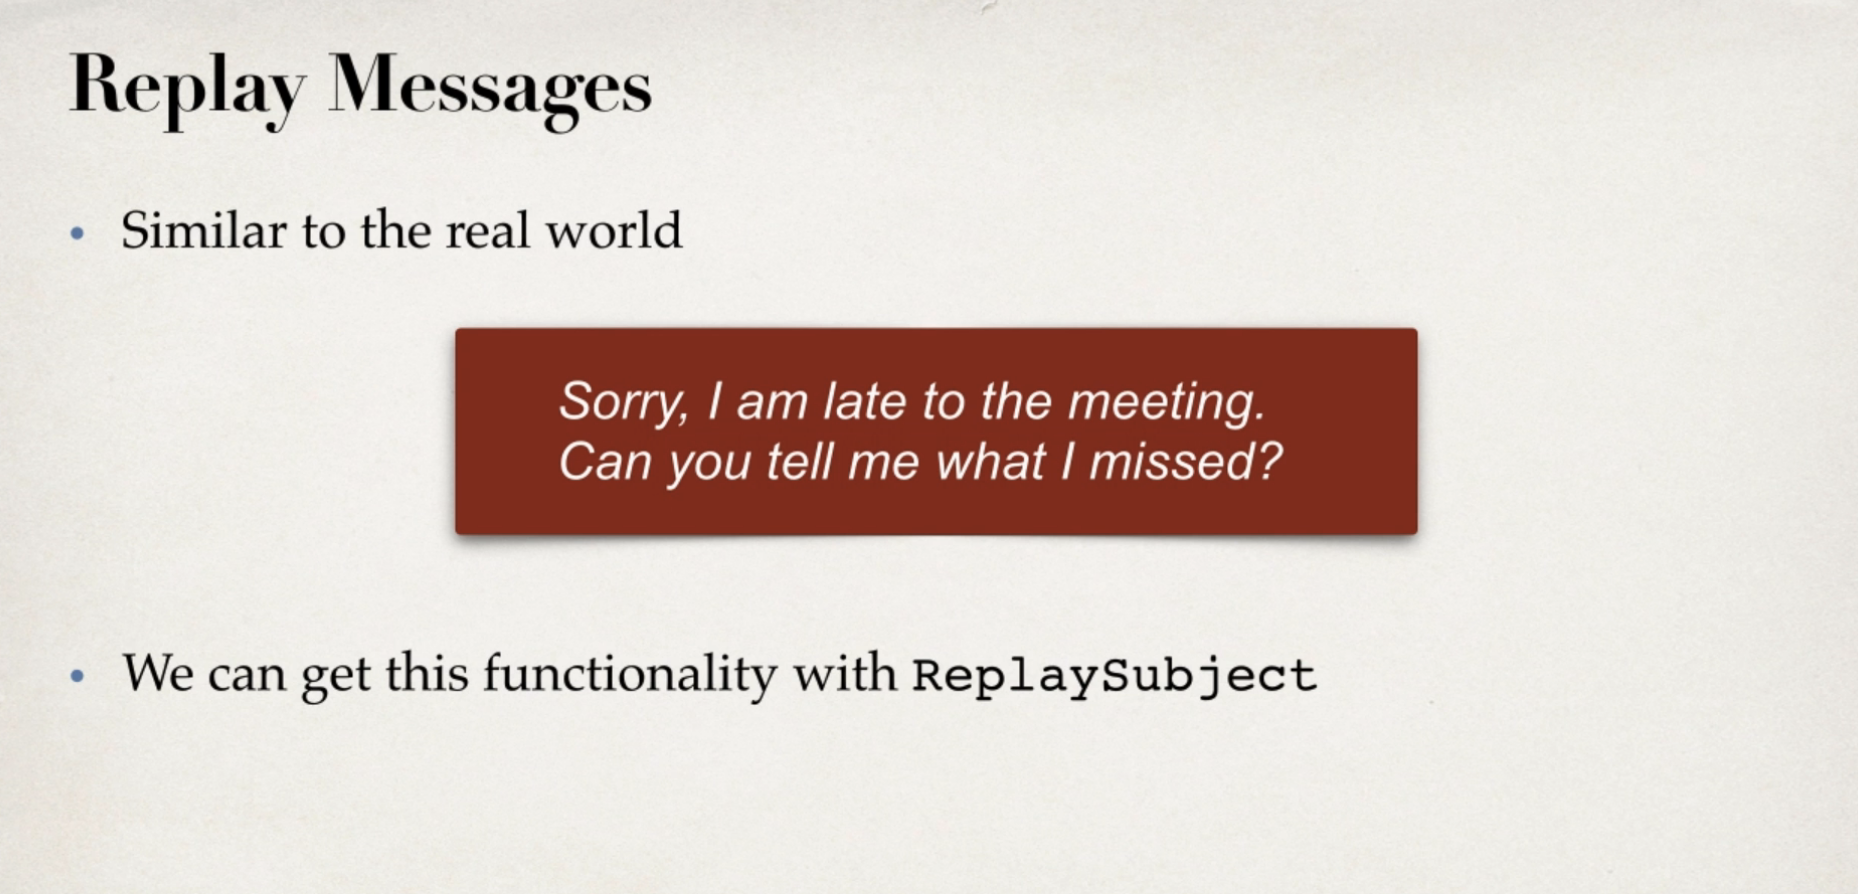 Replay Messages
• Similar to the real world
Sorry, I am late to the meeting.
Can you tell me what I missed?
• We can get this functionality with ReplaySubject